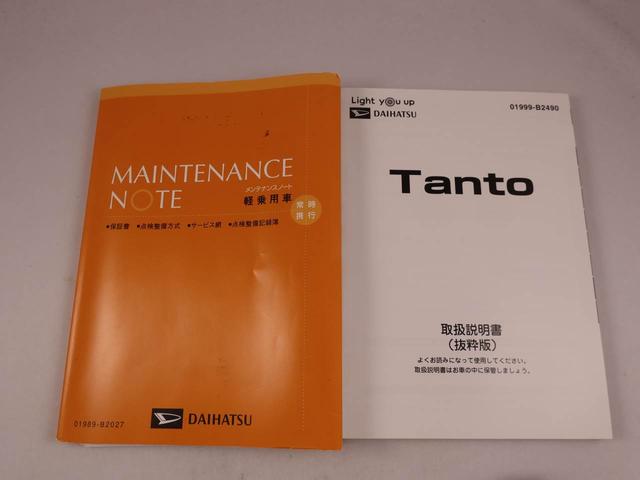 MAINTENANCE
NOTE
メンテナンスノート
軽乗用車
常時
携行
●保証書 ●点検整備方式 ●サービス網 ●点検整備記録簿
DAIHATSU
01989-B2027
Light you up
DAIHATSU
01999-B2490
Tanto
取扱説明書
(抜粋版)
よくお読みになって使用してください。
取扱説明書はお車の中に保管しましょう。